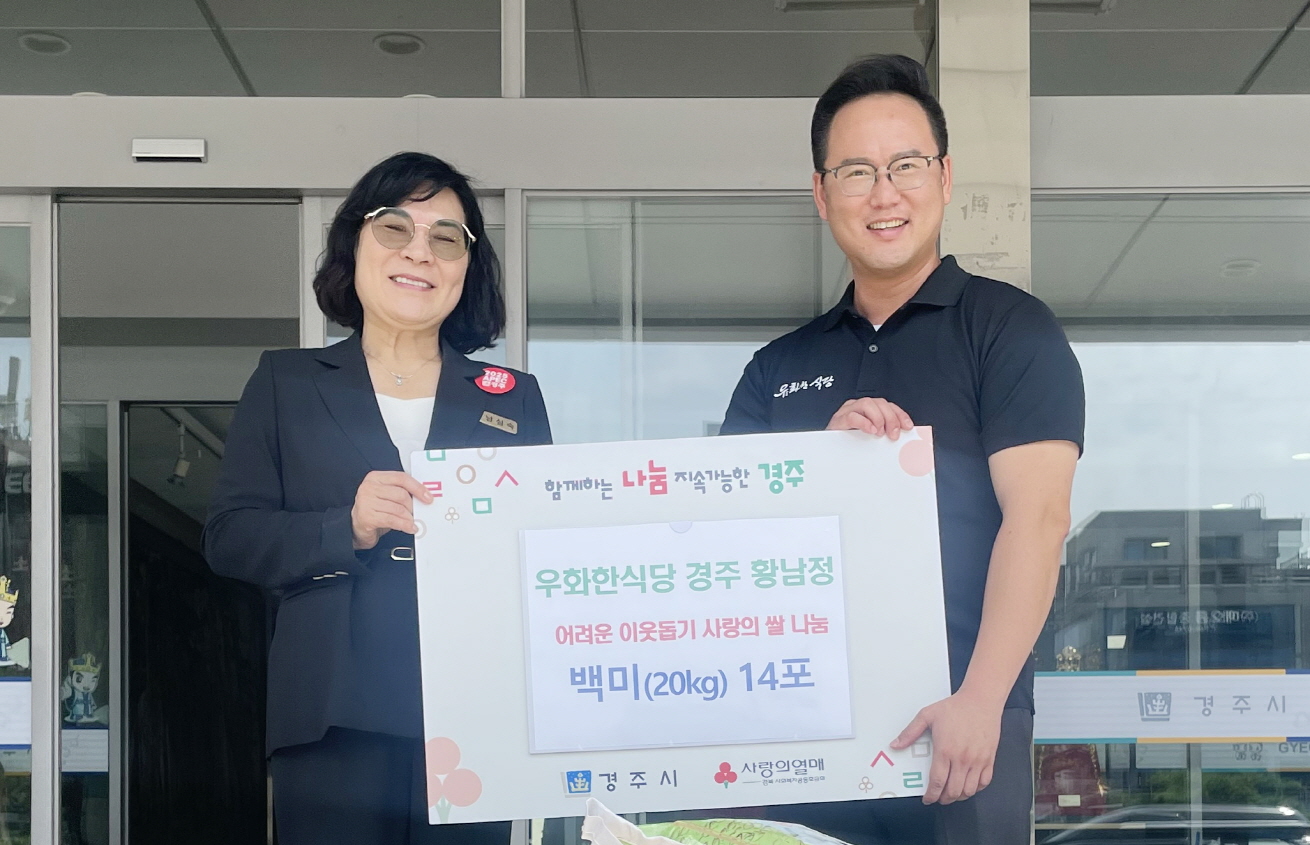 2025
APEC
우화한식당
함께하는 나눔 지속가능한 경주
우화한식당 경주 황남정
어려운 이웃돕기 사랑의 쌀 나눔
백미(20kg) 14포
경주시
사랑의열매
경주시